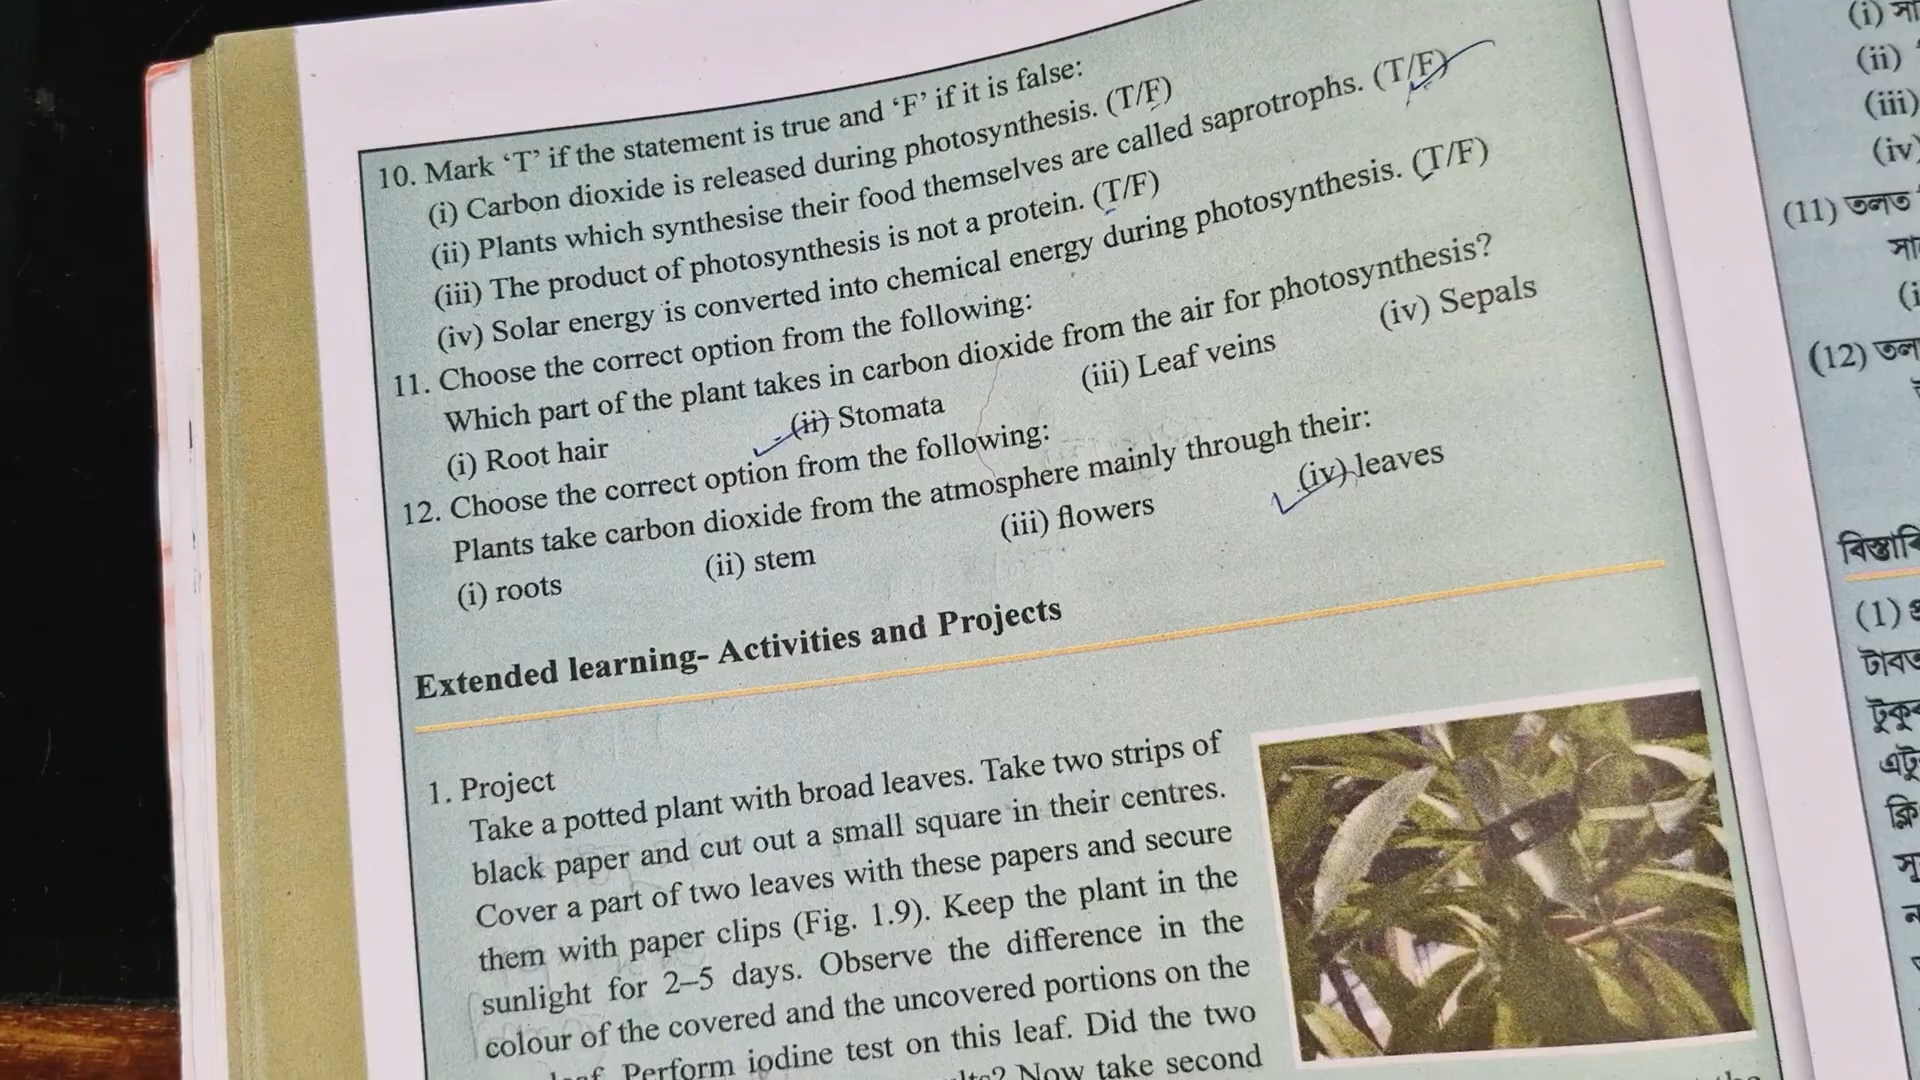 10. Mark ‘T’ if the statement is true and ‘F’ if it is false:
(i) Carbon dioxide is released during photosynthesis. (T/F)
(ii) Plants which synthesise their food themselves are called saprotrophs. (T/F)
(iii) The product of photosynthesis is not a protein. (T/F)
(iv) Solar energy is converted into chemical energy during photosynthesis. (T/F)
11. Choose the correct option from the following:
Which part of the plant takes in carbon dioxide from the air for photosynthesis?
(i) Root hair (ii) Stomata (iii) Leaf veins (iv) Sepals
12. Choose the correct option from the following:
Plants take carbon dioxide from the atmosphere mainly through their:
(i) roots (ii) stem (iii) flowers (iv) leaves
Extended learning- Activities and Projects
1. Project
Take a potted plant with broad leaves. Take two strips of
black paper and cut out a small square in their centres.
Cover a part of two leaves with these papers and secure
them with paper clips (Fig. 1.9). Keep the plant in the
sunlight for 2–5 days. Observe the difference in the
colour of the covered and the uncovered portions on the
Perform iodine test on this leaf. Did the two
Now take second
(i)
(ii)
(iii)
(iv)
(11)
(12)
(1)